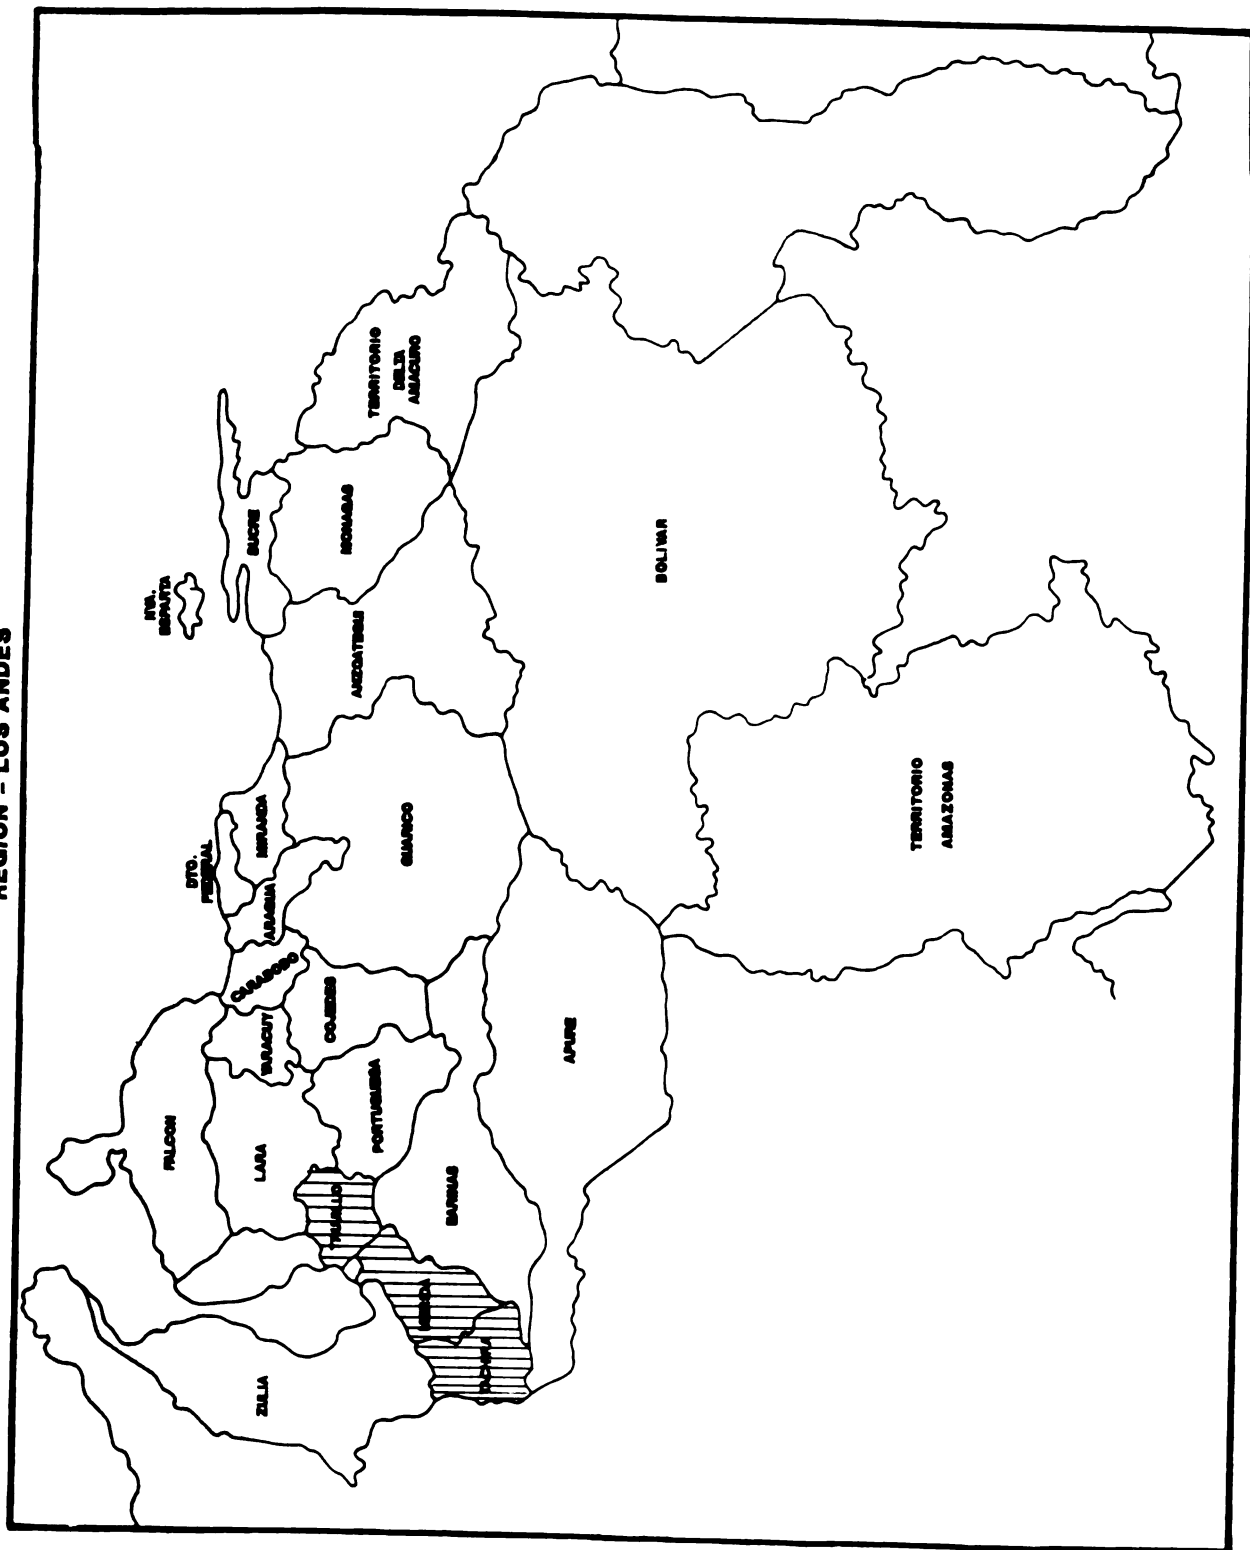 REGION - LOS ANDES
ZULIA
FALCON
LARA
YARACUY
CARABOBO
ARAGUA
DTO.
FEDERAL
MIRANDA
NVA.
ESPARTA
SUCRE
MONAGAS
TERRITORIO
DELTA
AMACURO
ANZOATEGUI
GUARICO
COJEDES
PORTUGUESA
TRUJILLO
MERIDA
TACHIRA
BARINAS
APURE
BOLIVAR
TERRITORIO
AMAZONAS